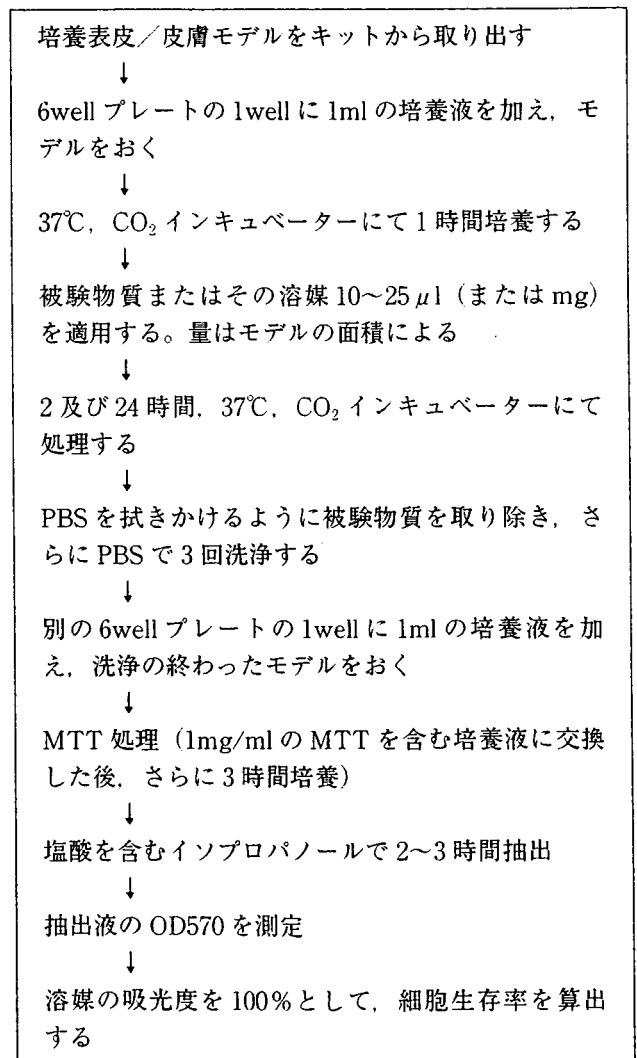 培養表皮／皮膚モデルをキットから取り出す
↓
6well プレートの 1well に 1ml の培養液を加え，モ
デルをおく
↓
37℃，CO₂ インキュベーターにて 1 時間培養する
↓
被験物質またはその溶媒 10～25 μl（または mg）
を適用する。量はモデルの面積による
↓
2 及び 24 時間，37℃，CO₂ インキュベーターにて
処理する
↓
PBS を拭きかけるように被験物質を取り除き，さ
らに PBS で 3 回洗浄する
↓
別の 6well プレートの 1well に 1ml の培養液を加
え，洗浄の終わったモデルをおく
↓
MTT 処理（1mg/ml の MTT を含む培養液に交換
した後，さらに 3 時間培養）
↓
塩酸を含むイソプロパノールで 2～3 時間抽出
↓
抽出液の OD570 を測定
↓
溶媒の吸光度を 100％として，細胞生存率を算出
する